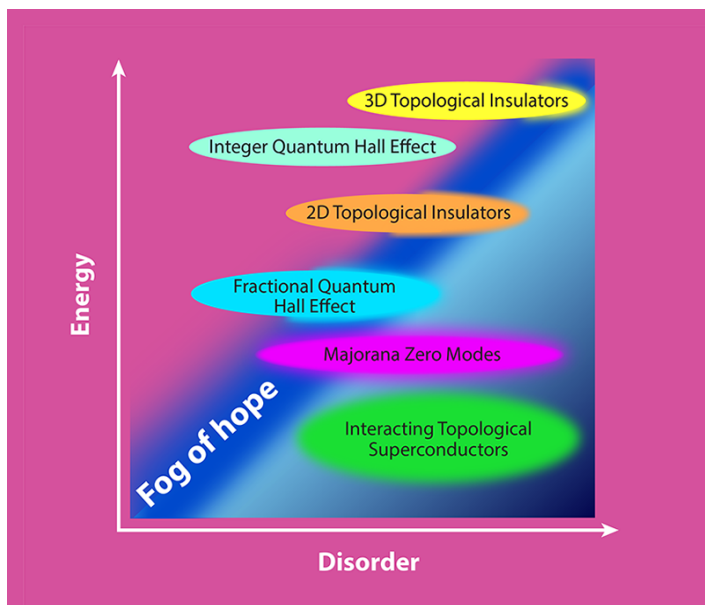 3D Topological Insulators
Integer Quantum Hall Effect
2D Topological Insulators
Fractional Quantum
Hall Effect
Majorana Zero Modes
Interacting Topological
Superconductors
Fog of hope
Energy
Disorder